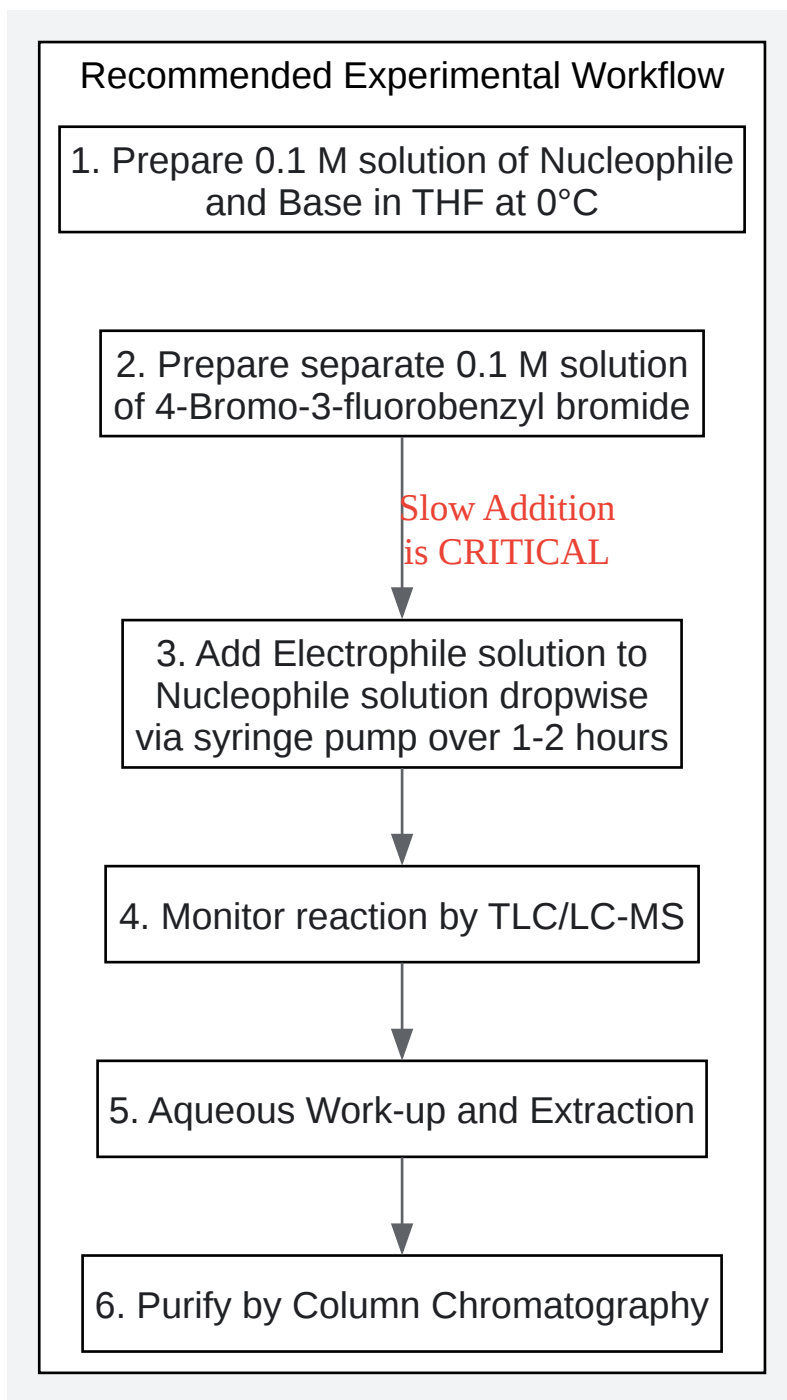 Recommended Experimental Workflow
1. Prepare 0.1 M solution of Nucleophile
and Base in THF at 0°C
2. Prepare separate 0.1 M solution
of 4-Bromo-3-fluorobenzyl bromide
Slow Addition
is CRITICAL
3. Add Electrophile solution to
Nucleophile solution dropwise
via syringe pump over 1-2 hours
4. Monitor reaction by TLC/LC-MS
5. Aqueous Work-up and Extraction
6. Purify by Column Chromatography